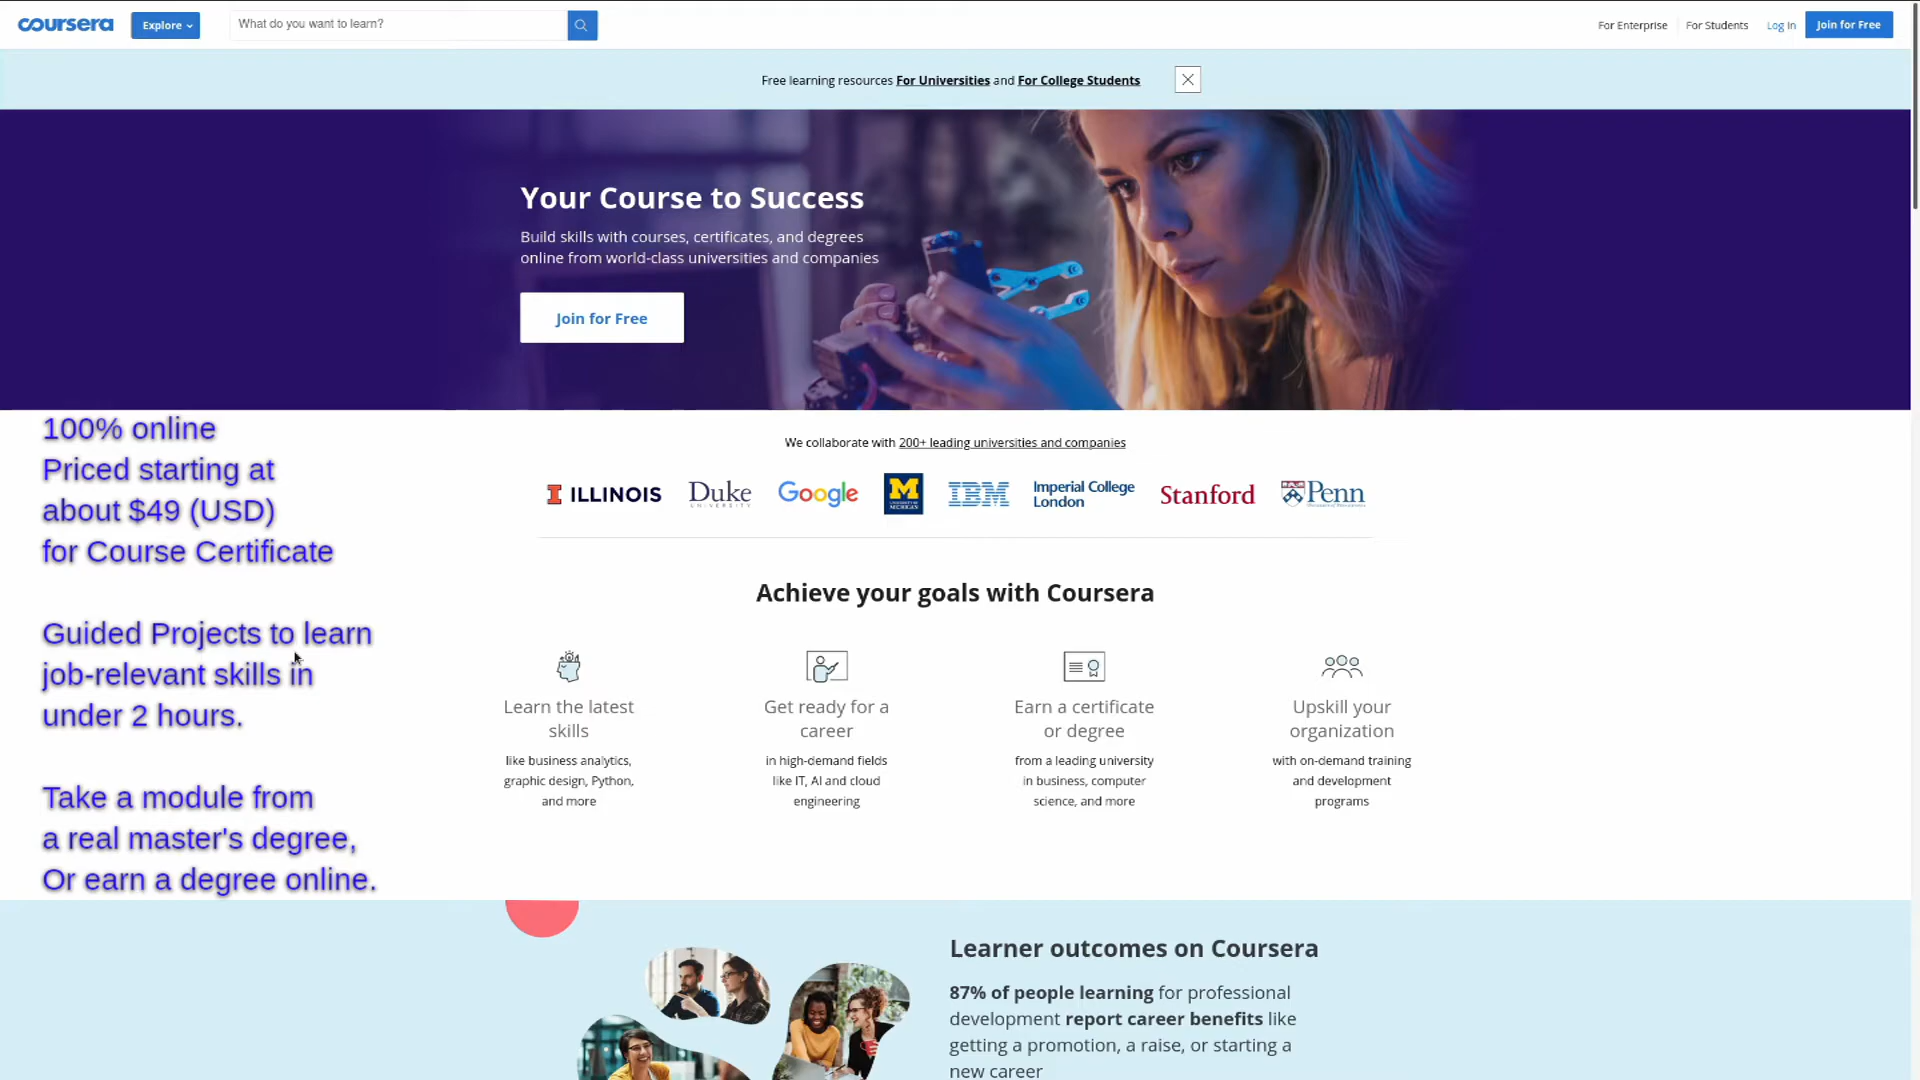 coursera
Explore
What do you want to learn?
For Enterprise
For Students
Log In
Join for Free
Free learning resources For Universities and For College Students
Your Course to Success
Build skills with courses, certificates, and degrees
online from world-class universities and companies
Join for Free
100% online
Priced starting at
about $49 (USD)
for Course Certificate
Guided Projects to learn
job-relevant skills in
under 2 hours.
Take a module from
a real master's degree,
Or earn a degree online.
We collaborate with 200+ leading universities and companies
I ILLINOIS
Duke
UNIVERSITY
Google
M
IBM
Imperial College
London
Stanford
Penn
Achieve your goals with Coursera
Learn the latest
skills
like business analytics,
graphic design, Python,
and more
Get ready for a
career
in high-demand fields
like IT, AI and cloud
engineering
Earn a certificate
or degree
from a leading university
in business, computer
science, and more
Upskill your
organization
with on-demand training
and development
programs
Learner outcomes on Coursera
87% of people learning for professional
development report career benefits like
getting a promotion, a raise, or starting a
new career